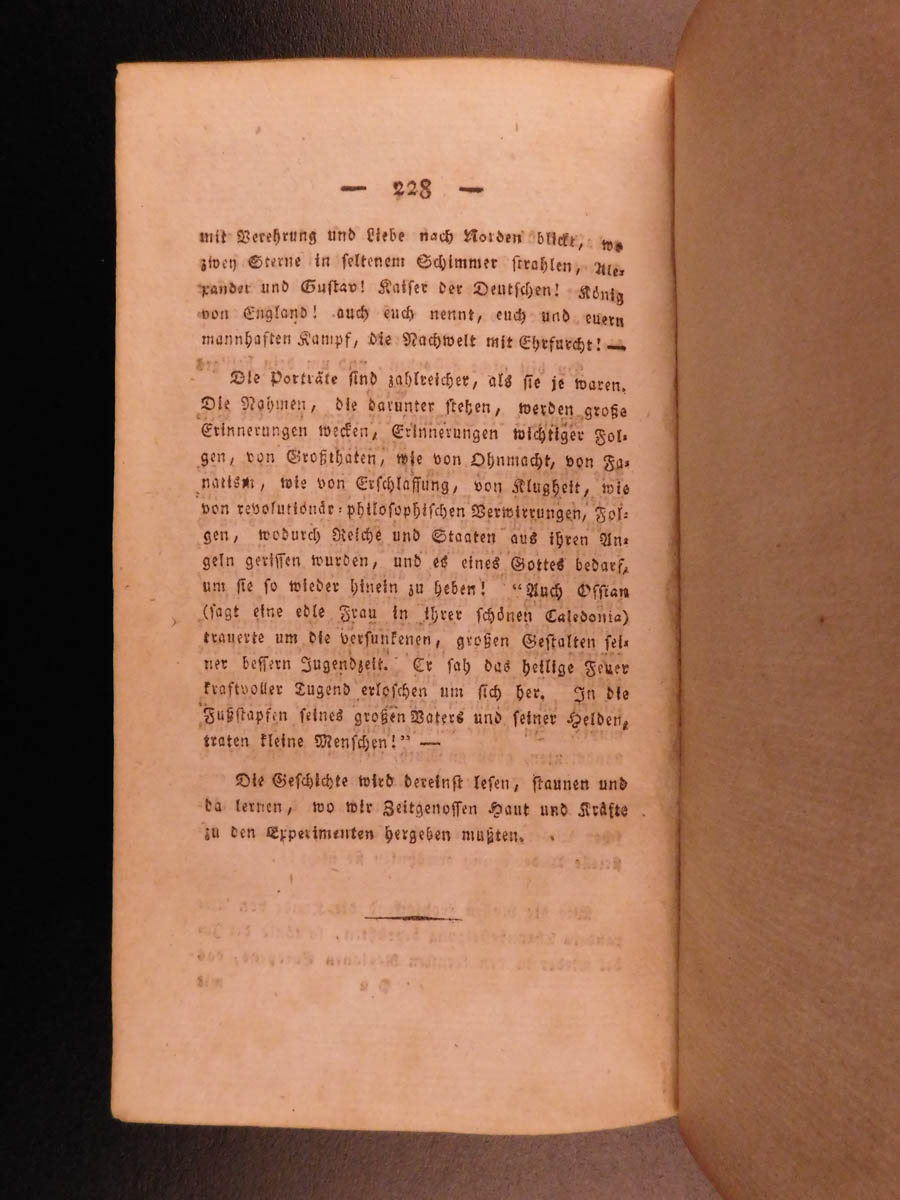 — 228 —
mit Verehrung und Liebe nach Norden blickt, wo
zwey Sterne in seltenem Schimmer strahlen, Ale-
xander und Gustav! Kaiser der Deutschen! König
von England! auch euch nennt, euch und euern
mannhaften Kampf, die Nachwelt mit Ehrfurcht! —
Die Porträte sind zahlreicher, als sie je waren.
Die Nahmen, die darunter stehen, werden große
Erinnerungen wecken, Erinnerungen wichtiger Fol-
gen, von Großthaten, wie von Ohnmacht, von Fa-
natism, wie von Erschlaffung, von Klugheit, wie
von revolutionär-philosophischen Verwirrungen, Fol-
gen, wodurch Reiche und Staaten aus ihren An-
geln gerissen wurden, und es eines Gottes bedarf,
um sie so wieder hinein zu heben! "Auch Ossian
(sagt eine edle Frau in ihrer schönen Caledonia)
trauerte um die versunkenen, großen Gestalten sei-
ner bessern Jugendzeit. Er sah das heilige Feuer
kraftvoller Tugend erloschen um sich her. In die
Fußstapfen seines großen Vaters und seiner Helden,
traten kleine Menschen!" —
Die Geschichte wird dereinst lesen, staunen und
da lernen, wo wir Zeitgenossen Haut und Kräfte
zu den Experimenten hergeben mußten.